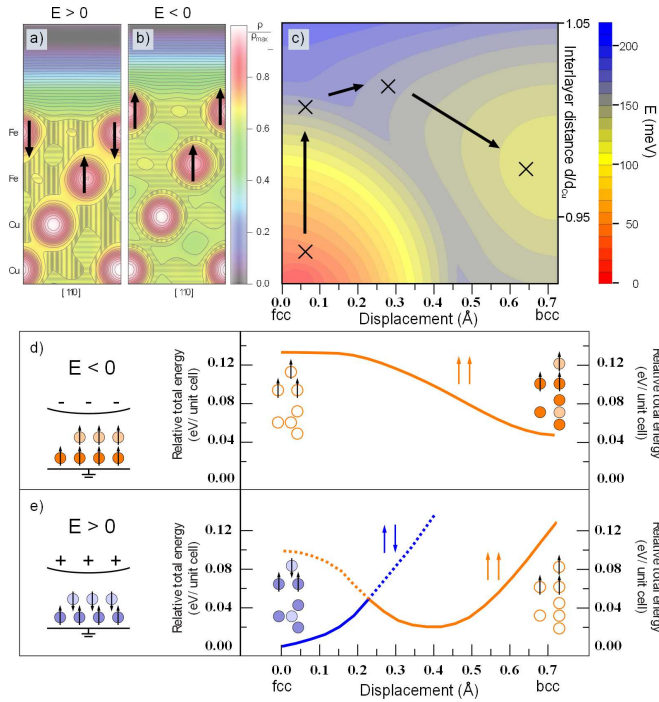 E > 0
E < 0
a)
b)
c)
ρ
ρmax
0.8
0.6
0.4
0.2
0.0
Fe
Fe
Cu
Cu
[110]
[110]
1.05
0.95
Interlayer distance d/dCu
200
150
100
50
0
E (meV)
0.0 0.1 0.2 0.3 0.4 0.5 0.6 0.7
fcc Displacement (Å) bcc
d)
E < 0
- - -
Relative total energy
(eV/ unit cell)
0.12
0.08
0.04
0.00
0.12
0.08
0.04
0.00
Relative total energy
(eV/ unit cell)
e)
E > 0
+ + +
Relative total energy
(eV/ unit cell)
0.12
0.08
0.04
0.00
0.12
0.08
0.04
0.00
Relative total energy
(eV/ unit cell)
0.0 0.1 0.2 0.3 0.4 0.5 0.6 0.7
fcc Displacement (Å) bcc